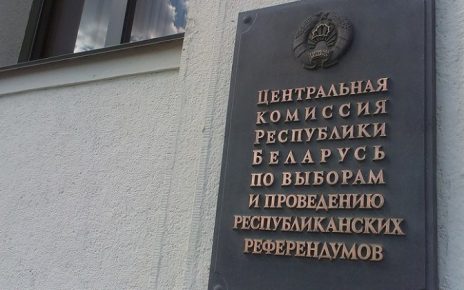 ЦЕНТРАЛЬНАЯ
КОМИССИЯ
РЕСПУБЛИКИ
БЕЛАРУСЬ
ПО ВЫБОРАМ
И ПРОВЕДЕНИЮ
РЕСПУБЛИКАНСКИХ
РЕФЕРЕНДУМОВ